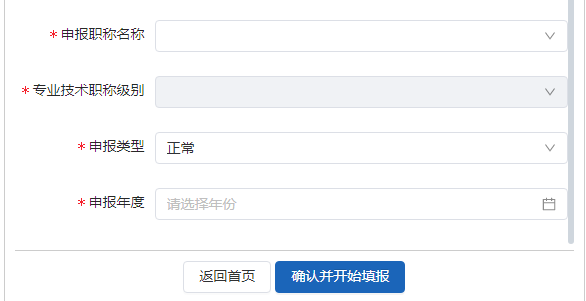 * 申报职称名称
* 专业技术职称级别
* 申报类型 正常
* 申报年度 请选择年份
返回首页 确认并开始填报